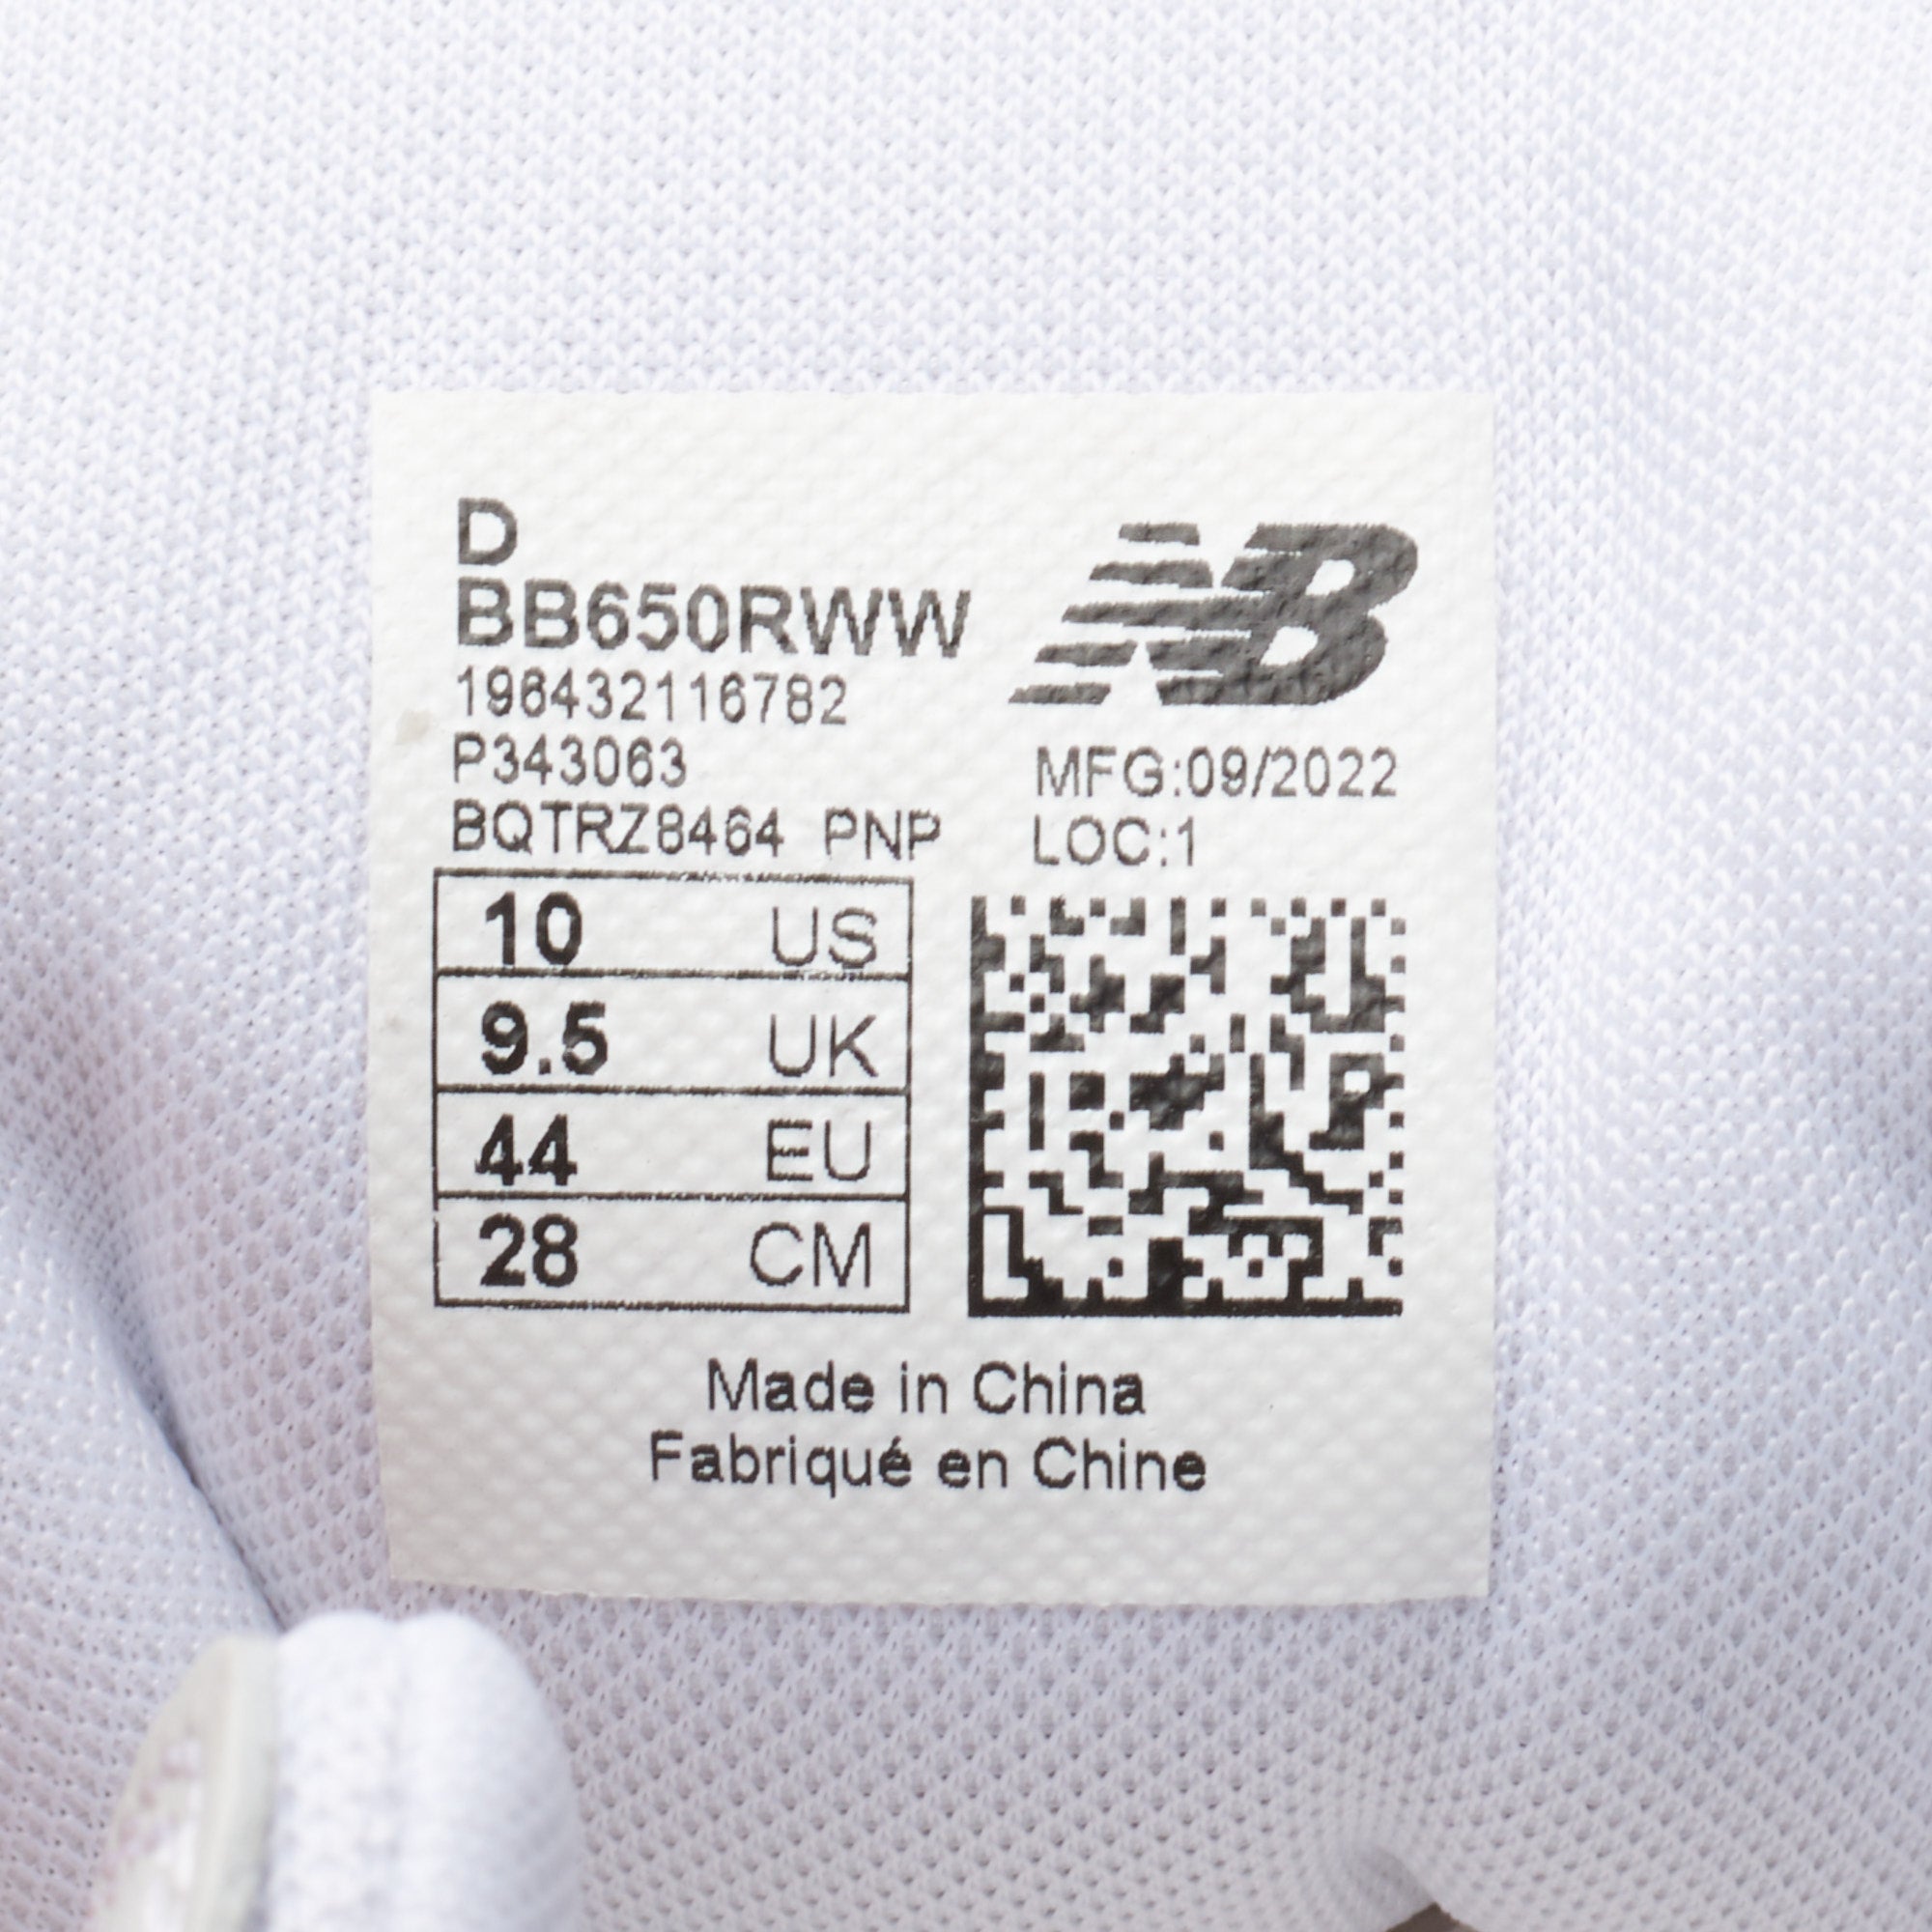 D
BB650RWW
196432116782
P343063
BQTRZ8464 PNP
NB
MFG:09/2022
LOC:1
10 US
9.5 UK
44 EU
28 CM
Made in China
Fabriqué en Chine